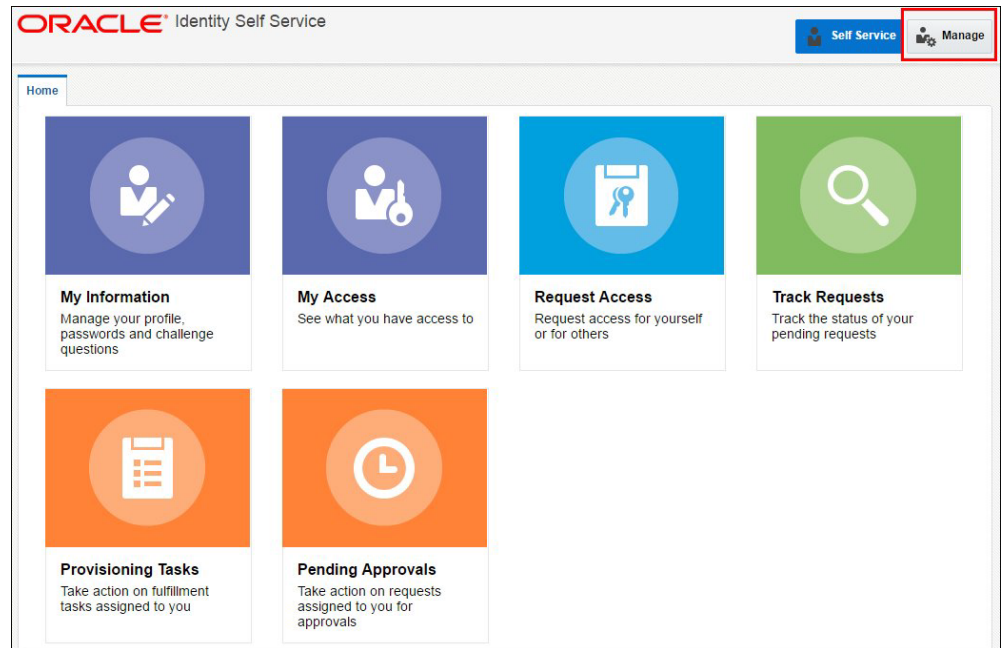 ORACLE® Identity Self Service
Self Service
Manage
Home
My Information
Manage your profile,
passwords and challenge
questions
My Access
See what you have access to
Request Access
Request access for yourself
or for others
Track Requests
Track the status of your
pending requests
Provisioning Tasks
Take action on fulfillment
tasks assigned to you
Pending Approvals
Take action on requests
assigned to you for
approvals